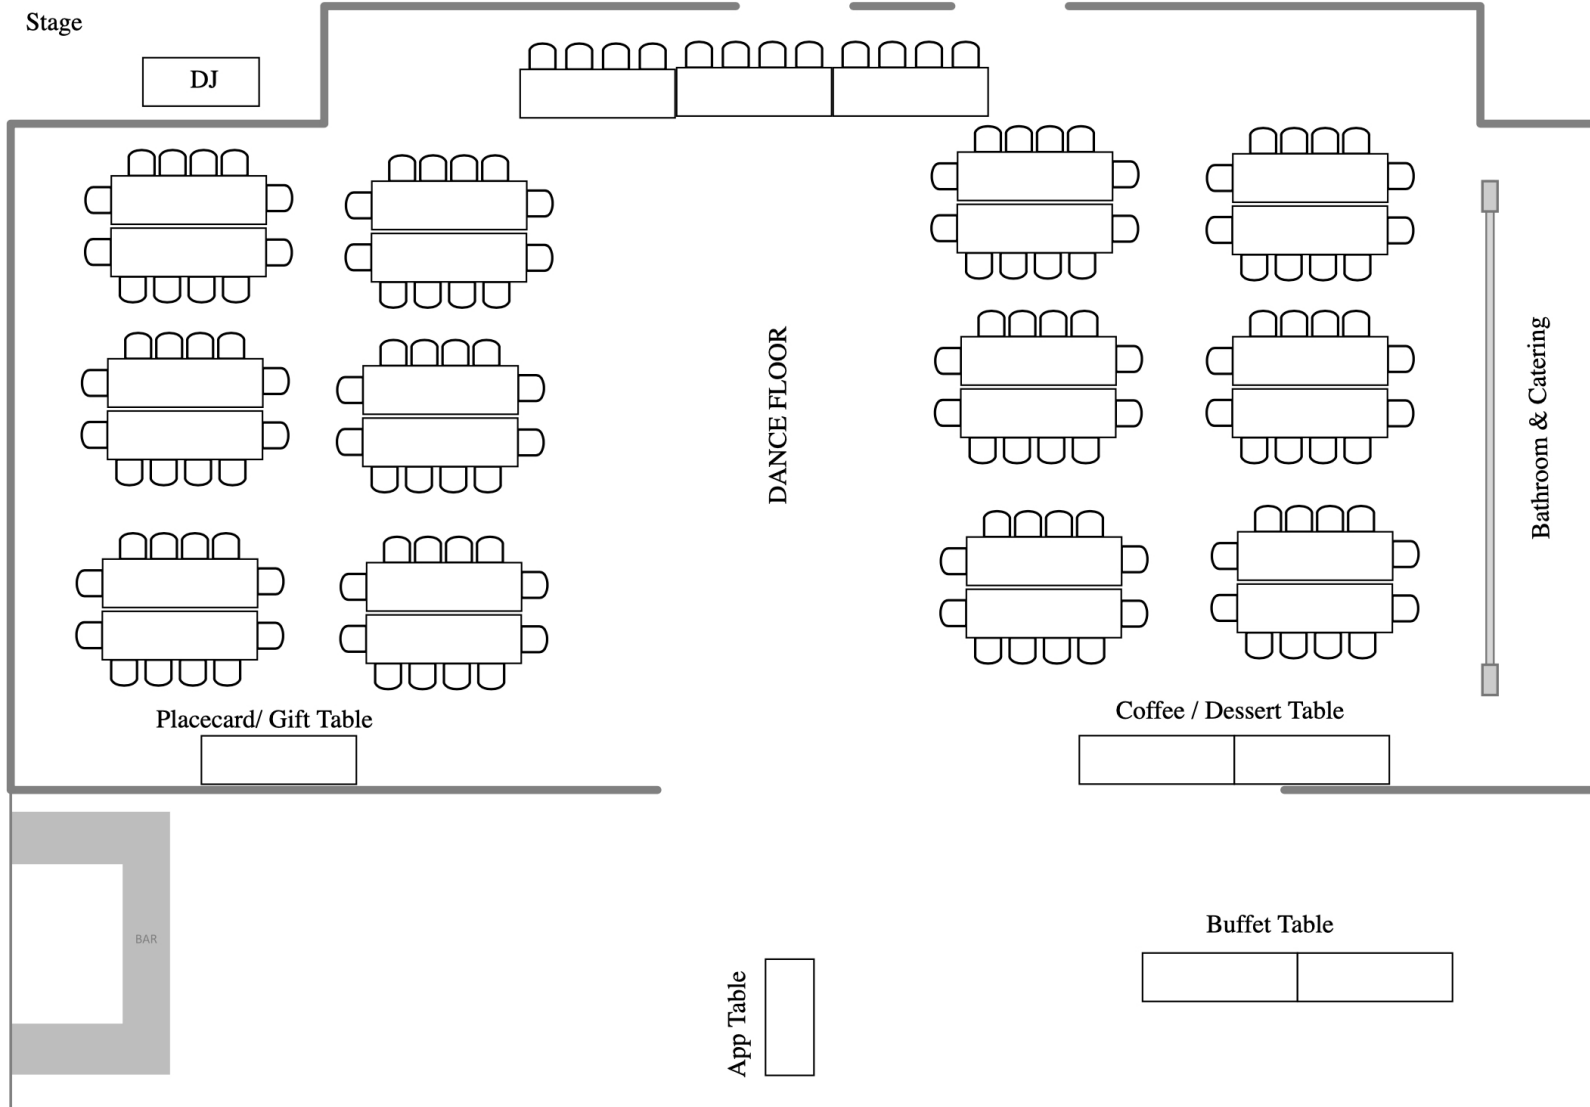 Stage
DJ
DANCE FLOOR
Bathroom & Catering
Placecard/ Gift Table
Coffee / Dessert Table
BAR
Buffet Table
App Table